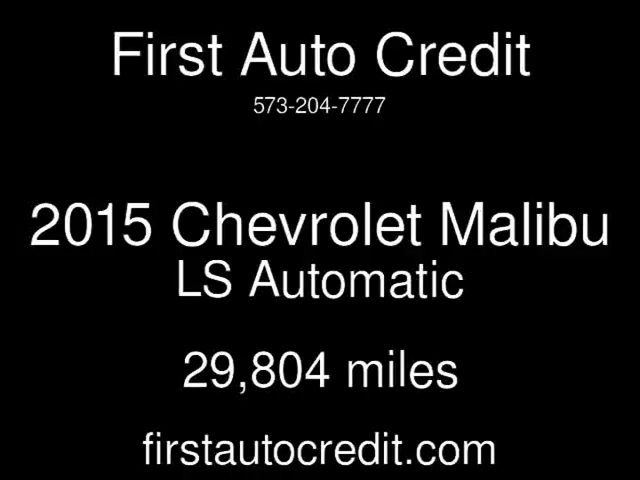 First Auto Credit
573-204-7777
2015 Chevrolet Malibu
LS Automatic
29,804 miles
firstautocredit.com